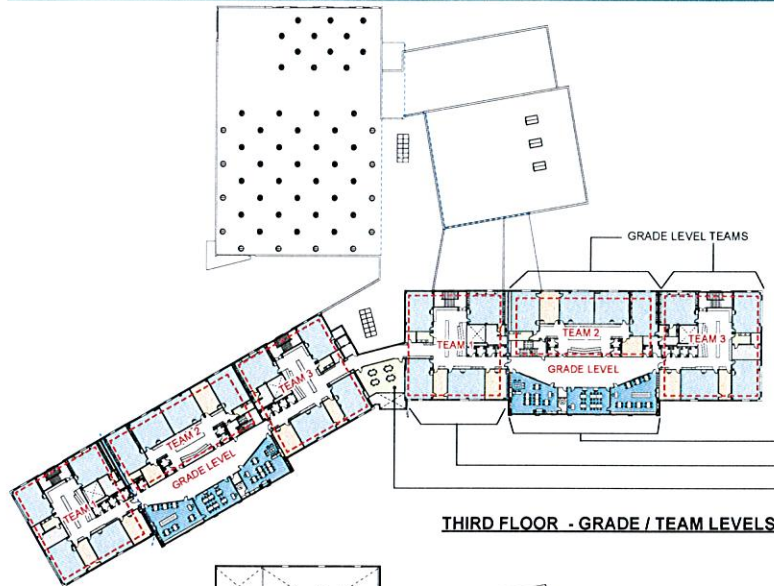 GRADE LEVEL TEAMS
TEAM 1
TEAM 2
TEAM 3
GRADE LEVEL
TEAM 3
TEAM 2
GRADE LEVEL
TEAM 1
THIRD FLOOR - GRADE / TEAM LEVELS